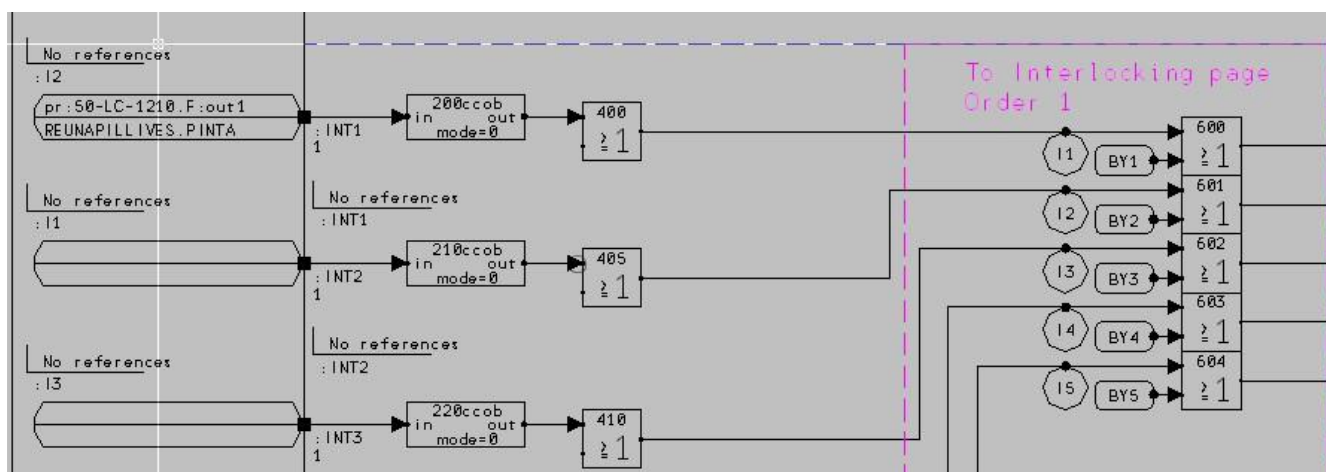 No references
:I2
pr:50-LC-1210.F:out1
REUNAPILLIVES.PINTA
:INT1
1
200ccob
in out
mode=0
400
≥1
No references
:I1
No references
:INT1
:INT2
1
210ccob
in out
mode=0
405
≥1
No references
:I3
No references
:INT2
:INT3
1
220ccob
in out
mode=0
410
≥1
To Interlocking page
Order 1
I1
BY1
600
≥1
I2
BY2
601
≥1
I3
BY3
602
≥1
I4
BY4
603
≥1
I5
BY5
604
≥1